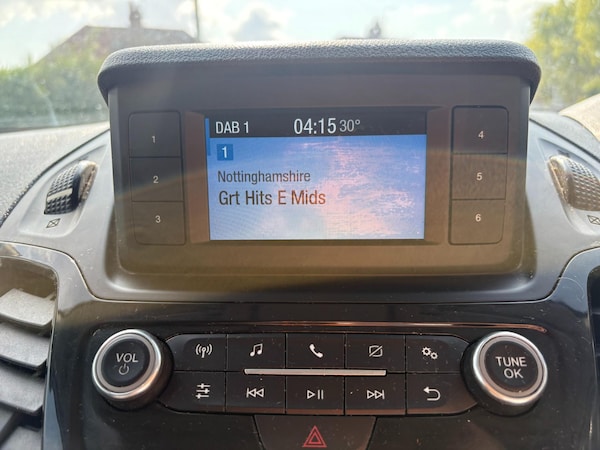 DAB 1 04:15 30°
1
Nottinghamshire
Grt Hits E Mids
1
2
3
4
5
6
VOL
TUNE
OK